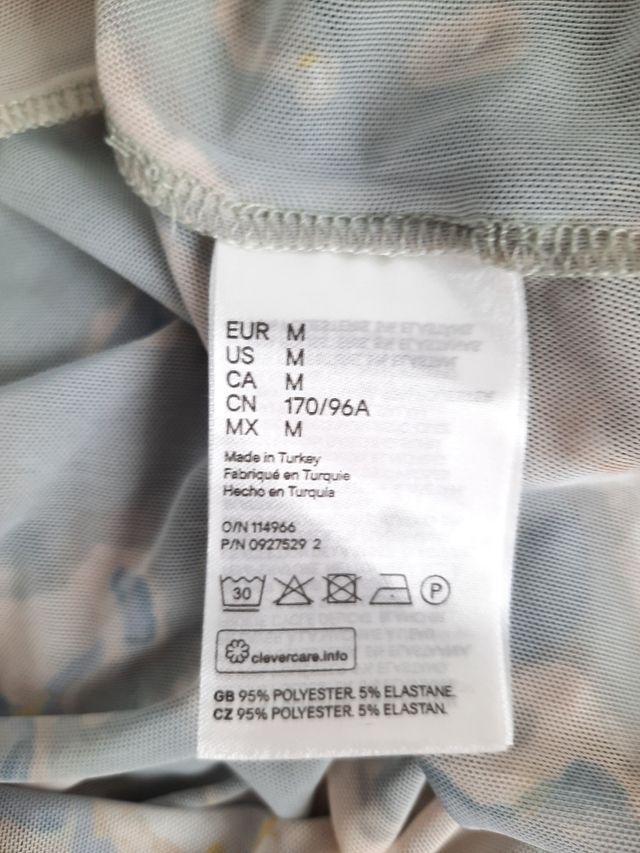 EUR M
US M
CA M
CN 170/96A
MX M
Made in Turkey
Fabriqué en Turquie
Hecho en Turquía
O/N 114966
P/N 0927529 2
30 P
clevercare.info
GB 95% POLYESTER. 5% ELASTANE.
CZ 95% POLYESTER. 5% ELASTAN.